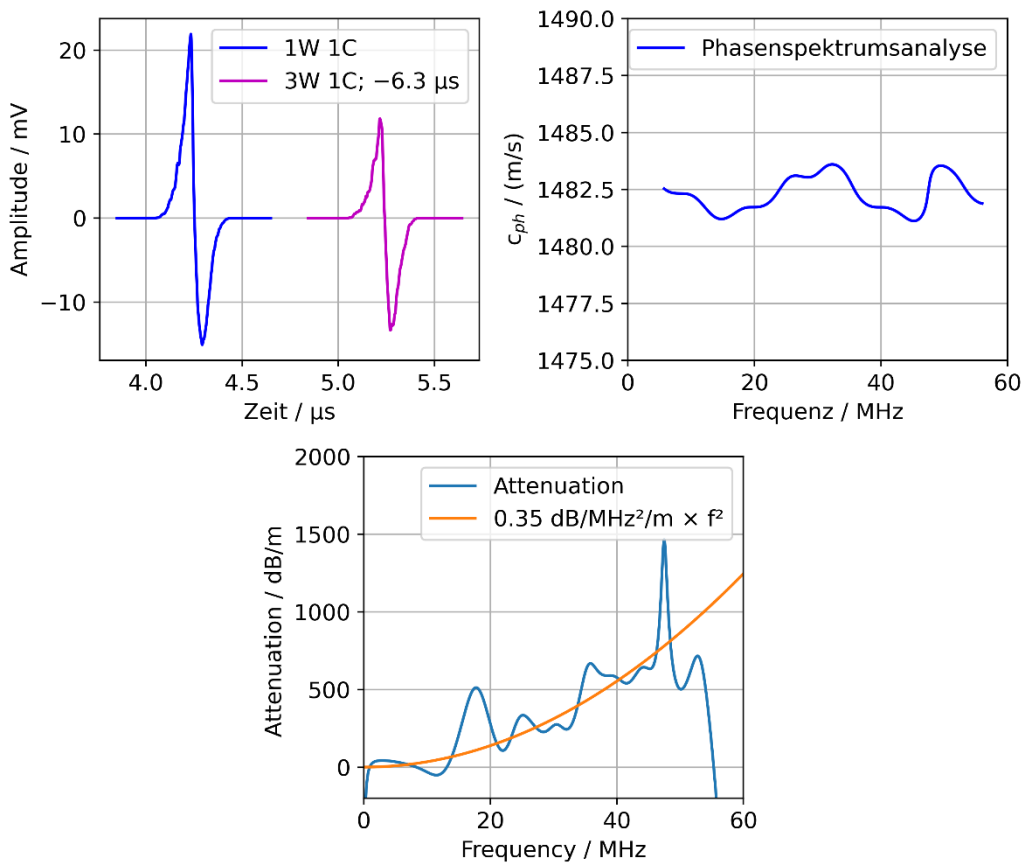 20
10
0
−10
Amplitude / mV
1W 1C
3W 1C; −6.3 µs
4.0
4.5
5.0
5.5
Zeit / µs
1490.0
1487.5
1485.0
1482.5
1480.0
1477.5
1475.0
c_ph / (m/s)
Phasenspektrumsanalyse
0
20
40
60
Frequenz / MHz
2000
1500
1000
500
0
Attenuation / dB/m
Attenuation
0.35 dB/MHz²/m × f²
0
20
40
60
Frequency / MHz